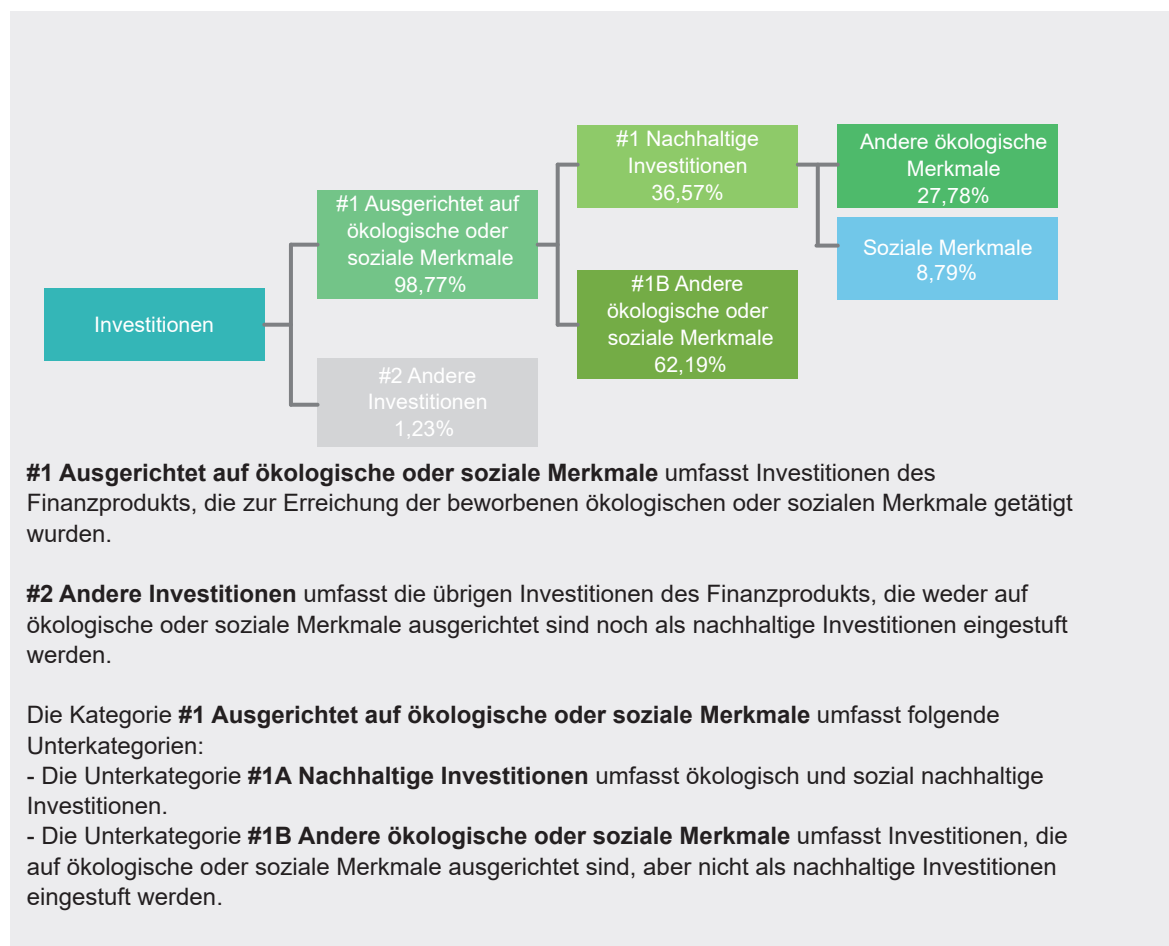 #1 Nachhaltige
Investitionen
36,57%
Andere ökologische
Merkmale
27,78%
#1 Ausgerichtet auf
ökologische oder
soziale Merkmale
98,77%
Soziale Merkmale
8,79%
#1B Andere
ökologische oder
soziale Merkmale
62,19%
Investitionen
#2 Andere
Investitionen
1,23%
#1 Ausgerichtet auf ökologische oder soziale Merkmale umfasst Investitionen des
Finanzprodukts, die zur Erreichung der beworbenen ökologischen oder sozialen Merkmale getätigt
wurden.
#2 Andere Investitionen umfasst die übrigen Investitionen des Finanzprodukts, die weder auf
ökologische oder soziale Merkmale ausgerichtet sind noch als nachhaltige Investitionen eingestuft
werden.
Die Kategorie #1 Ausgerichtet auf ökologische oder soziale Merkmale umfasst folgende
Unterkategorien:
- Die Unterkategorie #1A Nachhaltige Investitionen umfasst ökologisch und sozial nachhaltige
Investitionen.
- Die Unterkategorie #1B Andere ökologische oder soziale Merkmale umfasst Investitionen, die
auf ökologische oder soziale Merkmale ausgerichtet sind, aber nicht als nachhaltige Investitionen
eingestuft werden.